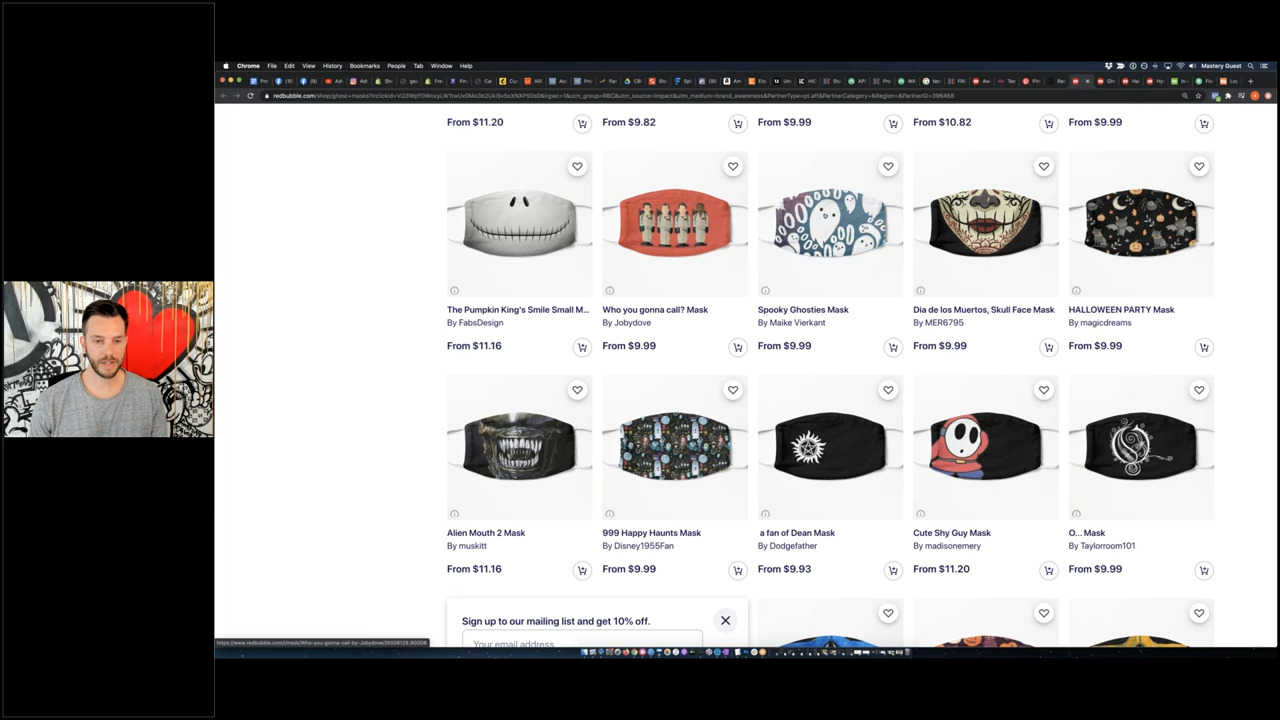 Chrome File Edit View History Bookmarks People Tab Window Help
Mastery Guest
From $11.20
From $9.82
From $9.99
From $10.82
From $9.99
The Pumpkin King's Smile Small M...
By FabsDesign
From $11.16
Who you gonna call? Mask
By Jobydove
From $9.99
Spooky Ghosties Mask
By Maike Vierkant
From $9.99
Dia de los Muertos, Skull Face Mask
By MER6795
From $9.99
HALLOWEEN PARTY Mask
By magicdreams
From $9.99
Alien Mouth 2 Mask
By muskitt
From $11.16
999 Happy Haunts Mask
By Disney1955Fan
From $9.99
a fan of Dean Mask
By Dodgefather
From $9.93
Cute Shy Guy Mask
By madisonemery
From $11.20
O... Mask
By Taylorroom101
From $9.99
Sign up to our mailing list and get 10% off.
Your email address